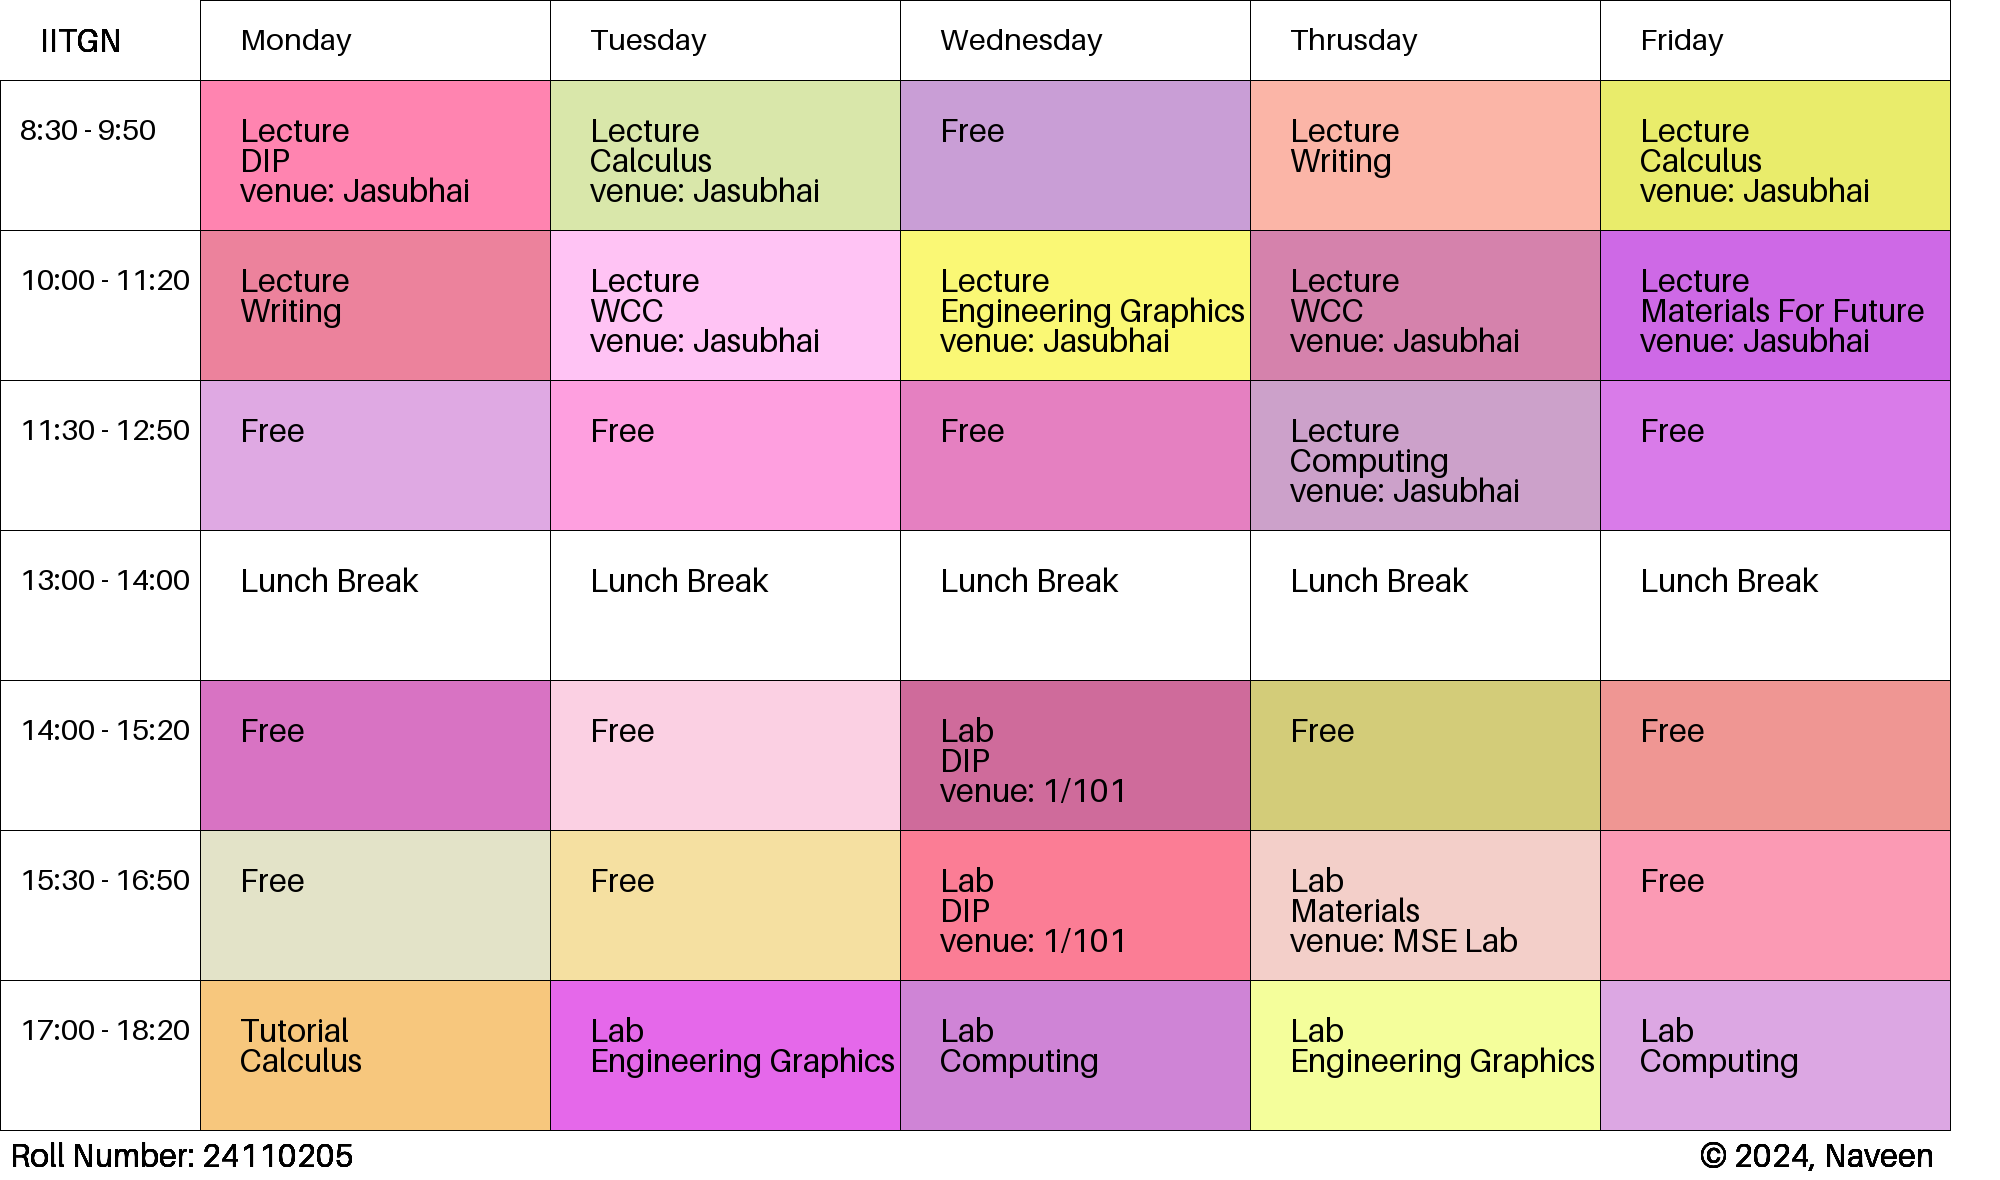 IITGN
Monday
Tuesday
Wednesday
Thrusday
Friday
8:30 - 9:50
Lecture
DIP
venue: Jasubhai
Lecture
Calculus
venue: Jasubhai
Free
Lecture
Writing
Lecture
Calculus
venue: Jasubhai
10:00 - 11:20
Lecture
Writing
Lecture
WCC
venue: Jasubhai
Lecture
Engineering Graphics
venue: Jasubhai
Lecture
WCC
venue: Jasubhai
Lecture
Materials For Future
venue: Jasubhai
11:30 - 12:50
Free
Free
Free
Lecture
Computing
venue: Jasubhai
Free
13:00 - 14:00
Lunch Break
Lunch Break
Lunch Break
Lunch Break
Lunch Break
14:00 - 15:20
Free
Free
Lab
DIP
venue: 1/101
Free
Free
15:30 - 16:50
Free
Free
Lab
DIP
venue: 1/101
Lab
Materials
venue: MSE Lab
Free
17:00 - 18:20
Tutorial
Calculus
Lab
Engineering Graphics
Lab
Computing
Lab
Engineering Graphics
Lab
Computing
Roll Number: 24110205
© 2024, Naveen